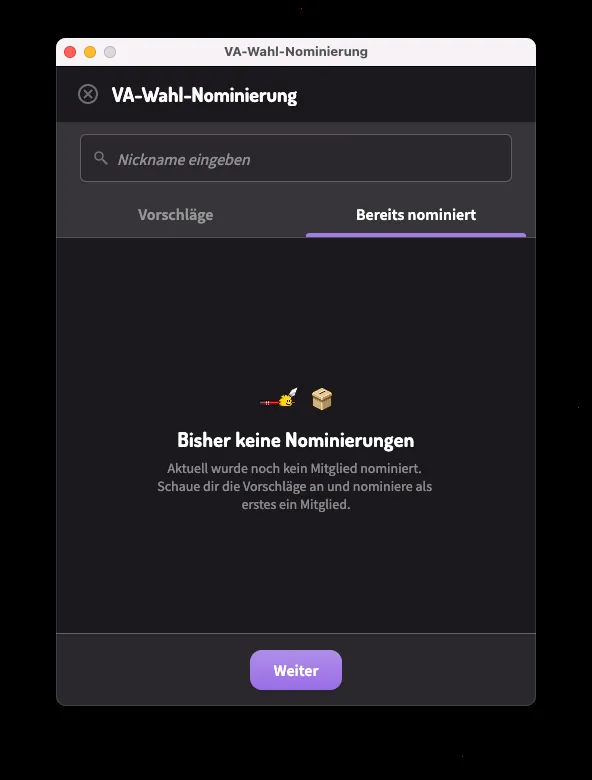 VA-Wahl-Nominierung
VA-Wahl-Nominierung
Nickname eingeben
Vorschläge
Bereits nominiert
Bisher keine Nominierungen
Aktuell wurde noch kein Mitglied nominiert.
Schaue dir die Vorschläge an und nominiere als
erstes ein Mitglied.
Weiter